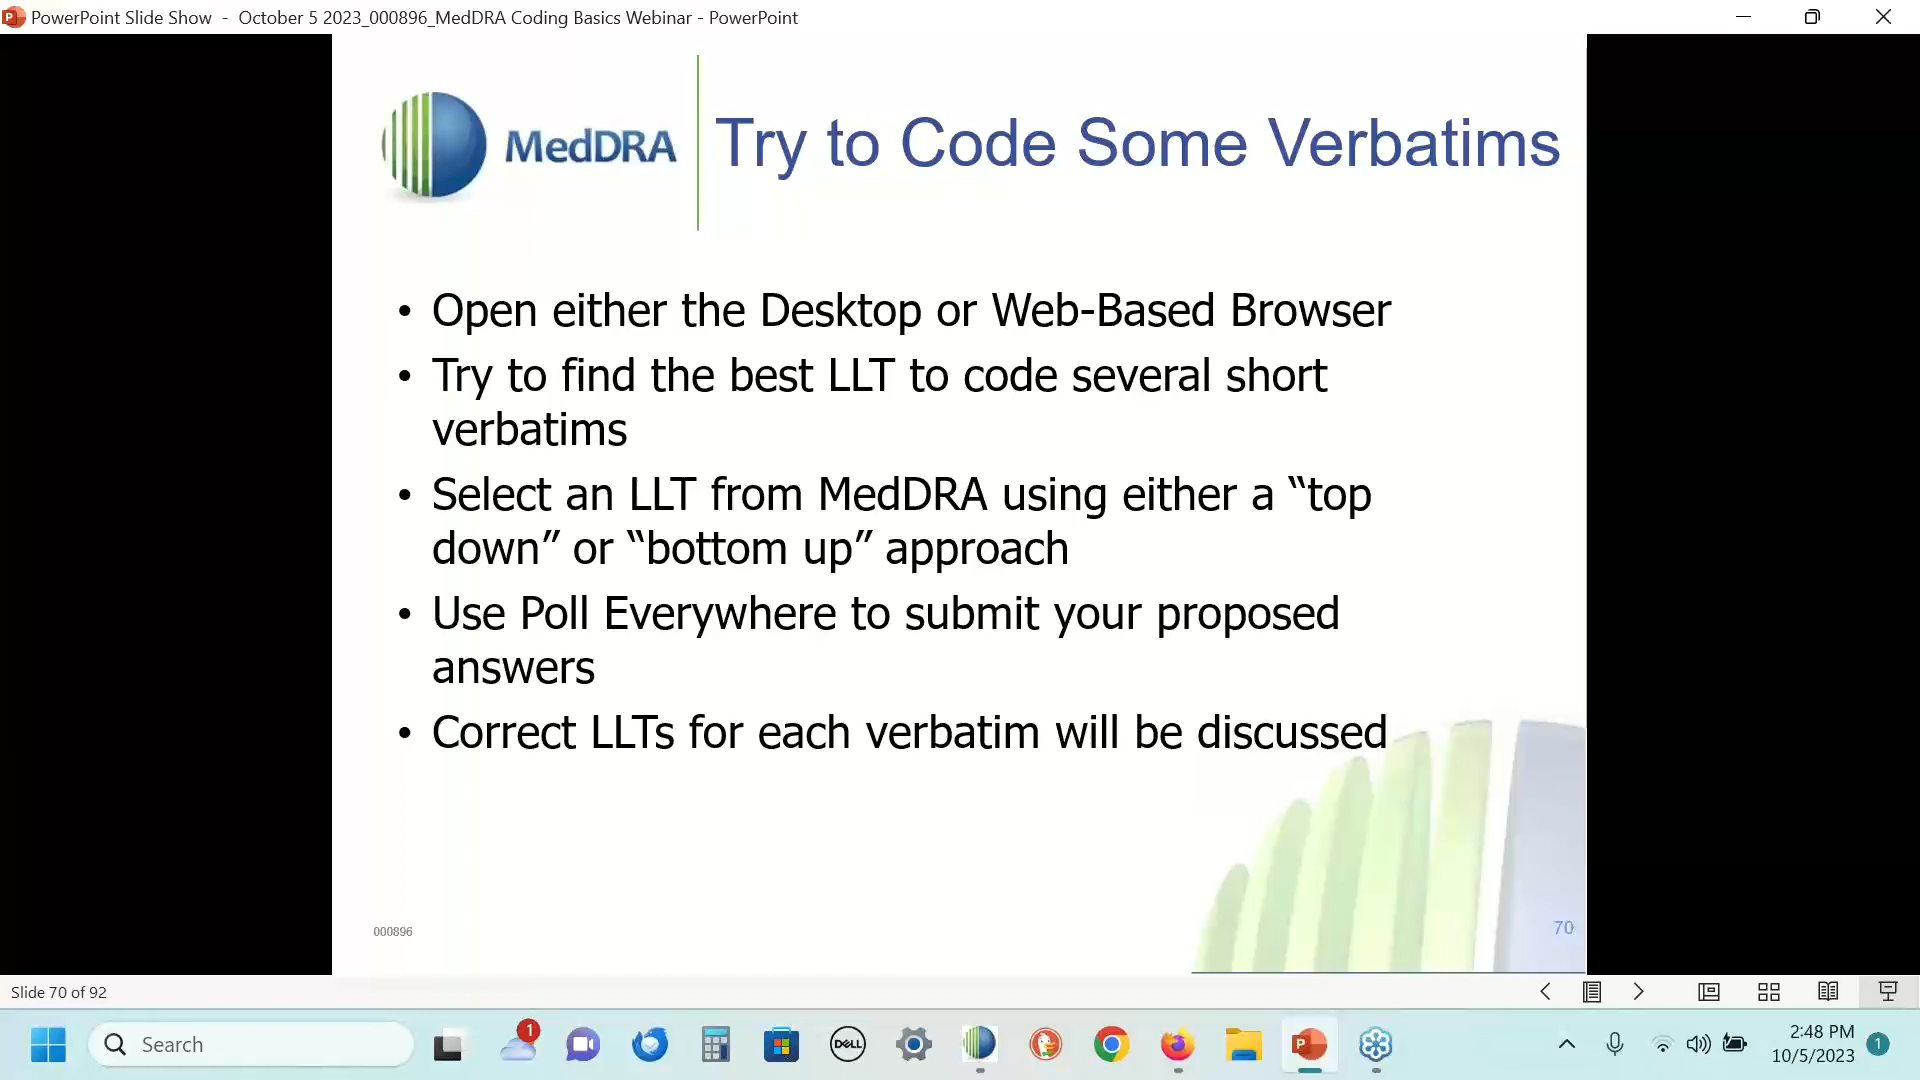 PowerPoint Slide Show - October 5 2023_000896_MedDRA Coding Basics Webinar - PowerPoint
MedDRA
Try to Code Some Verbatims
• Open either the Desktop or Web-Based Browser
• Try to find the best LLT to code several short
verbatims
• Select an LLT from MedDRA using either a “top
down” or “bottom up” approach
• Use Poll Everywhere to submit your proposed
answers
• Correct LLTs for each verbatim will be discussed
000896
70
Slide 70 of 92
Search
1
DELL
2:48 PM
10/5/2023
1